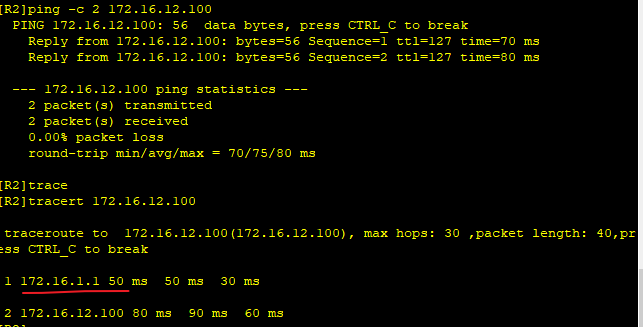 [R2]ping -c 2 172.16.12.100
PING 172.16.12.100: 56 data bytes, press CTRL_C to break
Reply from 172.16.12.100: bytes=56 Sequence=1 ttl=127 time=70 ms
Reply from 172.16.12.100: bytes=56 Sequence=2 ttl=127 time=80 ms
--- 172.16.12.100 ping statistics ---
2 packet(s) transmitted
2 packet(s) received
0.00% packet loss
round-trip min/avg/max = 70/75/80 ms
[R2]trace
[R2]tracert 172.16.12.100
traceroute to 172.16.12.100(172.16.12.100), max hops: 30 ,packet length: 40,pr
ess CTRL_C to break
1 172.16.1.1 50 ms 50 ms 30 ms
2 172.16.12.100 80 ms 90 ms 60 ms